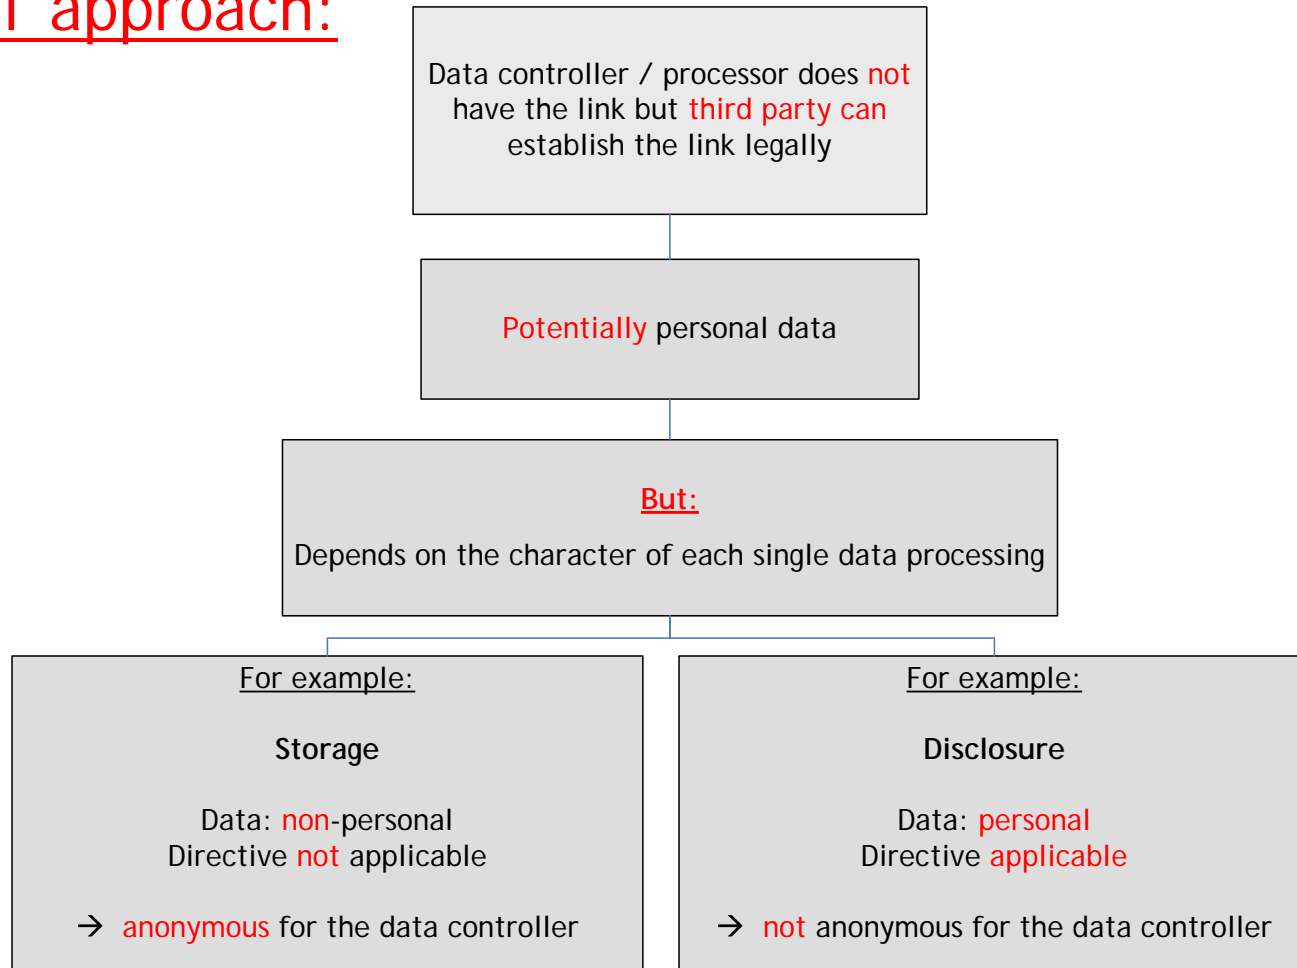 approach:
Data controller / processor does not
have the link but third party can
establish the link legally
Potentially personal data
But:
Depends on the character of each single data processing
For example:
Storage
Data: non-personal
Directive not applicable
→ anonymous for the data controller
For example:
Disclosure
Data: personal
Directive applicable
→ not anonymous for the data controller